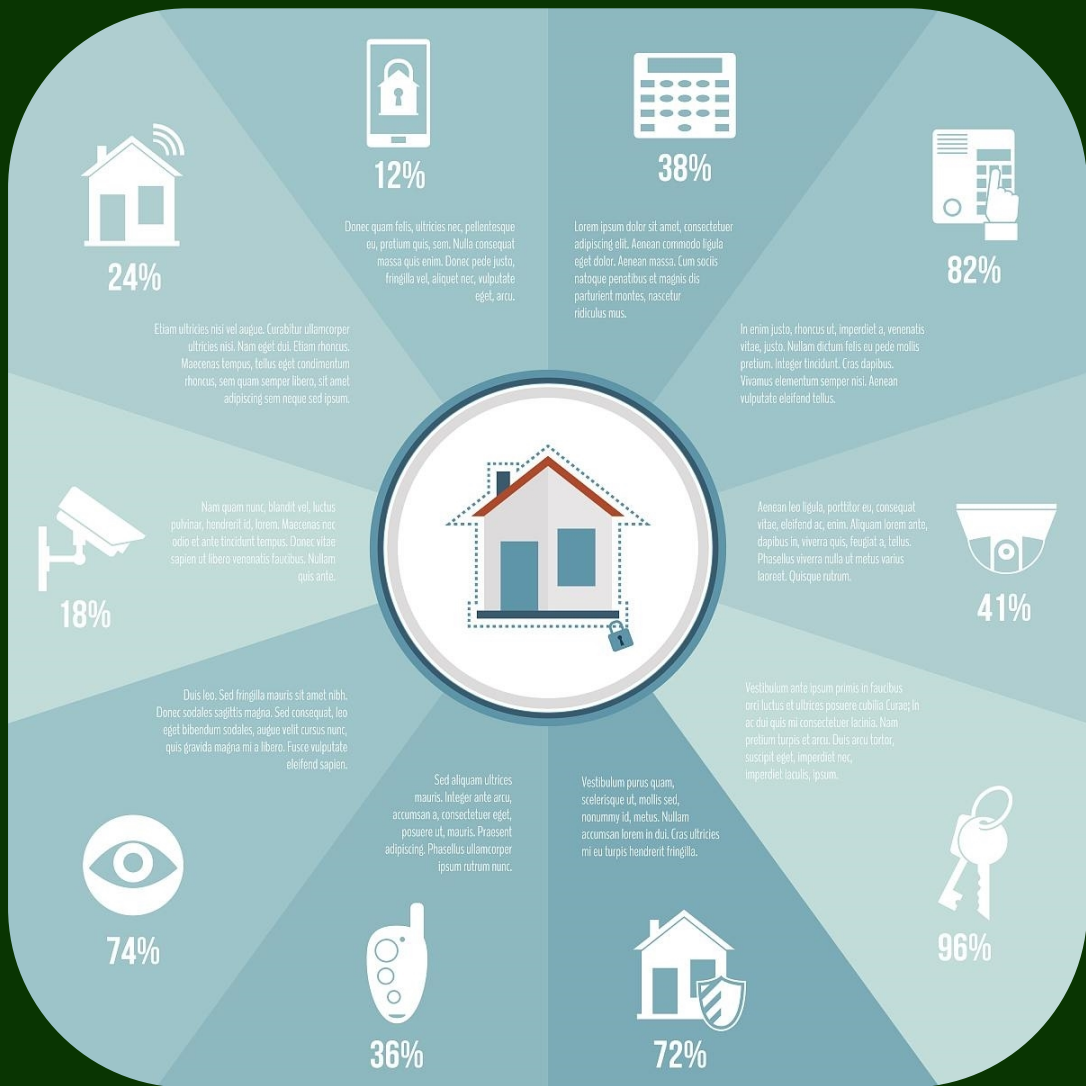 12%
Donec quam felis, ultricies nec, pellentesque
eu, pretium quis, sem. Nulla consequat
massa quis enim. Donec pede justo,
fringilla vel, aliquet nec, vulputate
eget, arcu.
38%
Lorem ipsum dolor sit amet, consectetuer
adipiscing elit. Aenean commodo ligula
eget dolor. Aenean massa. Cum sociis
natoque penatibus et magnis dis
parturient montes, nascetur
ridiculus mus.
24%
Etiam ultricies nisi vel augue. Curabitur ullamcorper
ultricies nisi. Nam eget dui. Etiam rhoncus.
Maecenas tempus, tellus eget condimentum
rhoncus, sem quam semper libero, sit amet
adipiscing sem neque sed ipsum.
82%
In enim justo, rhoncus ut, imperdiet a, venenatis
vitae, justo. Nullam dictum felis eu pede mollis
pretium. Integer tincidunt. Cras dapibus.
Vivamus elementum semper nisi. Aenean
vulputate eleifend tellus.
18%
Nam quam nunc, blandit vel, luctus
pulvinar, hendrerit id, lorem. Maecenas nec
odio et ante tincidunt tempus. Donec vitae
sapien ut libero venenatis faucibus. Nullam
quis ante.
Aenean leo ligula, porttitor eu, consequat
vitae, eleifend ac, enim. Aliquam lorem ante,
dapibus in, viverra quis, feugiat a, tellus.
Phasellus viverra nulla ut metus varius
laoreet. Quisque rutrum.
41%
Duis leo. Sed fringilla mauris sit amet nibh.
Donec sodales sagittis magna. Sed consequat, leo
eget bibendum sodales, augue velit cursus nunc,
quis gravida magna mi a libero. Fusce vulputate
eleifend sapien.
74%
Vestibulum ante ipsum primis in faucibus
orci luctus et ultrices posuere cubilia Curae; In
ac dui quis mi consectetuer lacinia. Nam
pretium turpis et arcu. Duis arcu tortor,
suscipit eget, imperdiet nec,
imperdiet iaculis, ipsum.
96%
Sed aliquam ultrices
mauris. Integer ante arcu,
accumsan a, consectetuer eget,
posuere ut, mauris. Praesent
adipiscing. Phasellus ullamcorper
ipsum rutrum nunc.
36%
Vestibulum purus quam,
scelerisque ut, mollis sed,
nonummy id, metus. Nullam
accumsan lorem in dui. Cras ultricies
mi eu turpis hendrerit fringilla.
72%